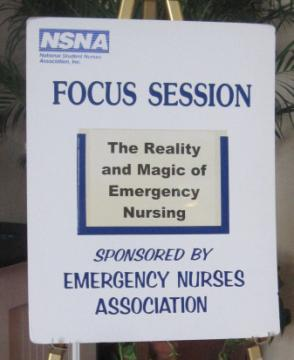 NSNA
National Student Nurses
Association, Inc.
FOCUS SESSION
The Reality
and Magic of
Emergency
Nursing
SPONSORED BY
EMERGENCY NURSES
ASSOCIATION